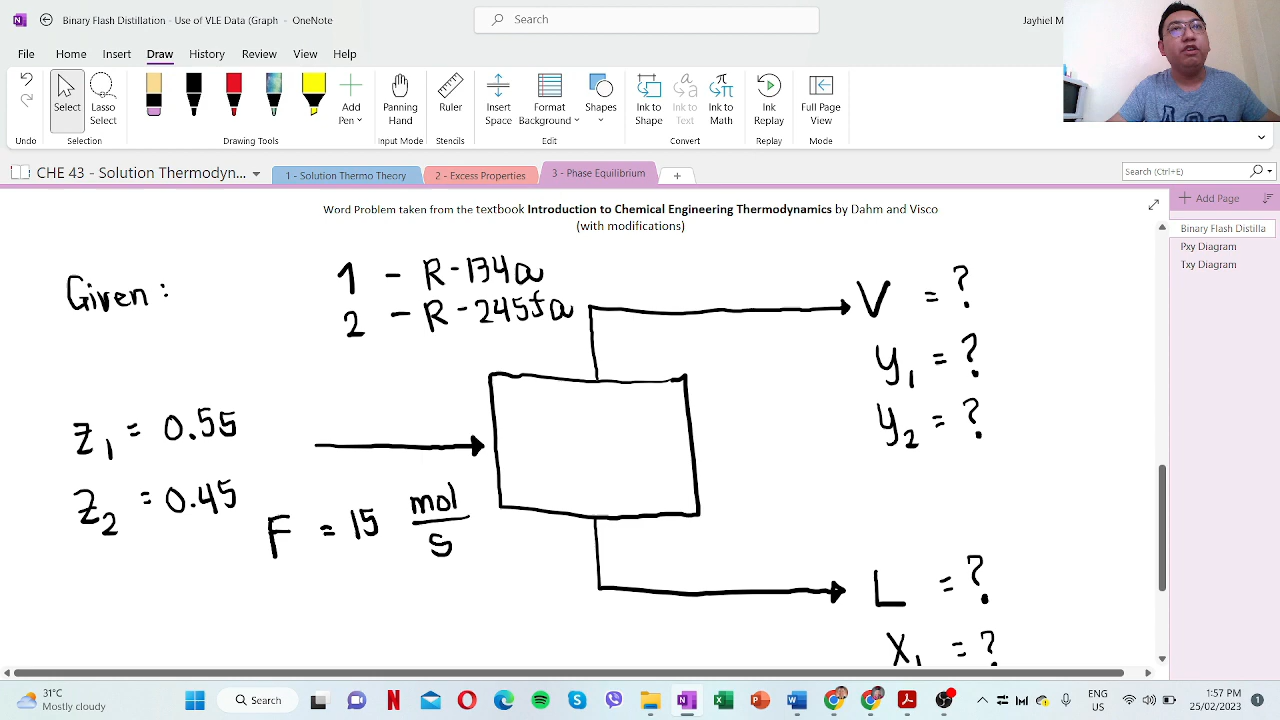 Binary Distillation - Use of VLE Data (Graph - OneNote
Search
Jayhiel M
File Home Insert Draw History Review View Help
Undo
Select
Lasso Select
Add Pen
Panning Hand
Ruler
Insert Space
Format Background
Shapes
Ink to Shape
Ink to Text
Ink to Math
Ink Replay
Full Page View
Undo Selection Drawing Tools Input Mode Stencils Edit Convert Replay Mode
CHE 43 - Solution Thermodyn...
1 - Solution Thermo Theory
2 - Excess Properties
3 - Phase Equilibrium
Search (Ctrl+E)
Add Page
Binary Flash Distilla
Pxy Diagram
Txy Diagram
Word Problem taken from the textbook Introduction to Chemical Engineering Thermodynamics by Dahm and Visco
(with modifications)
Given :
1 - R-134a
2 - R-245fa
V = ?
y1 = ?
y2 = ?
z1 = 0.55
z2 = 0.45
F = 15 mol/s
L = ?
x1 = ?
31°C
Mostly cloudy
Search
ENG
US
1:57 PM
25/02/2023
1